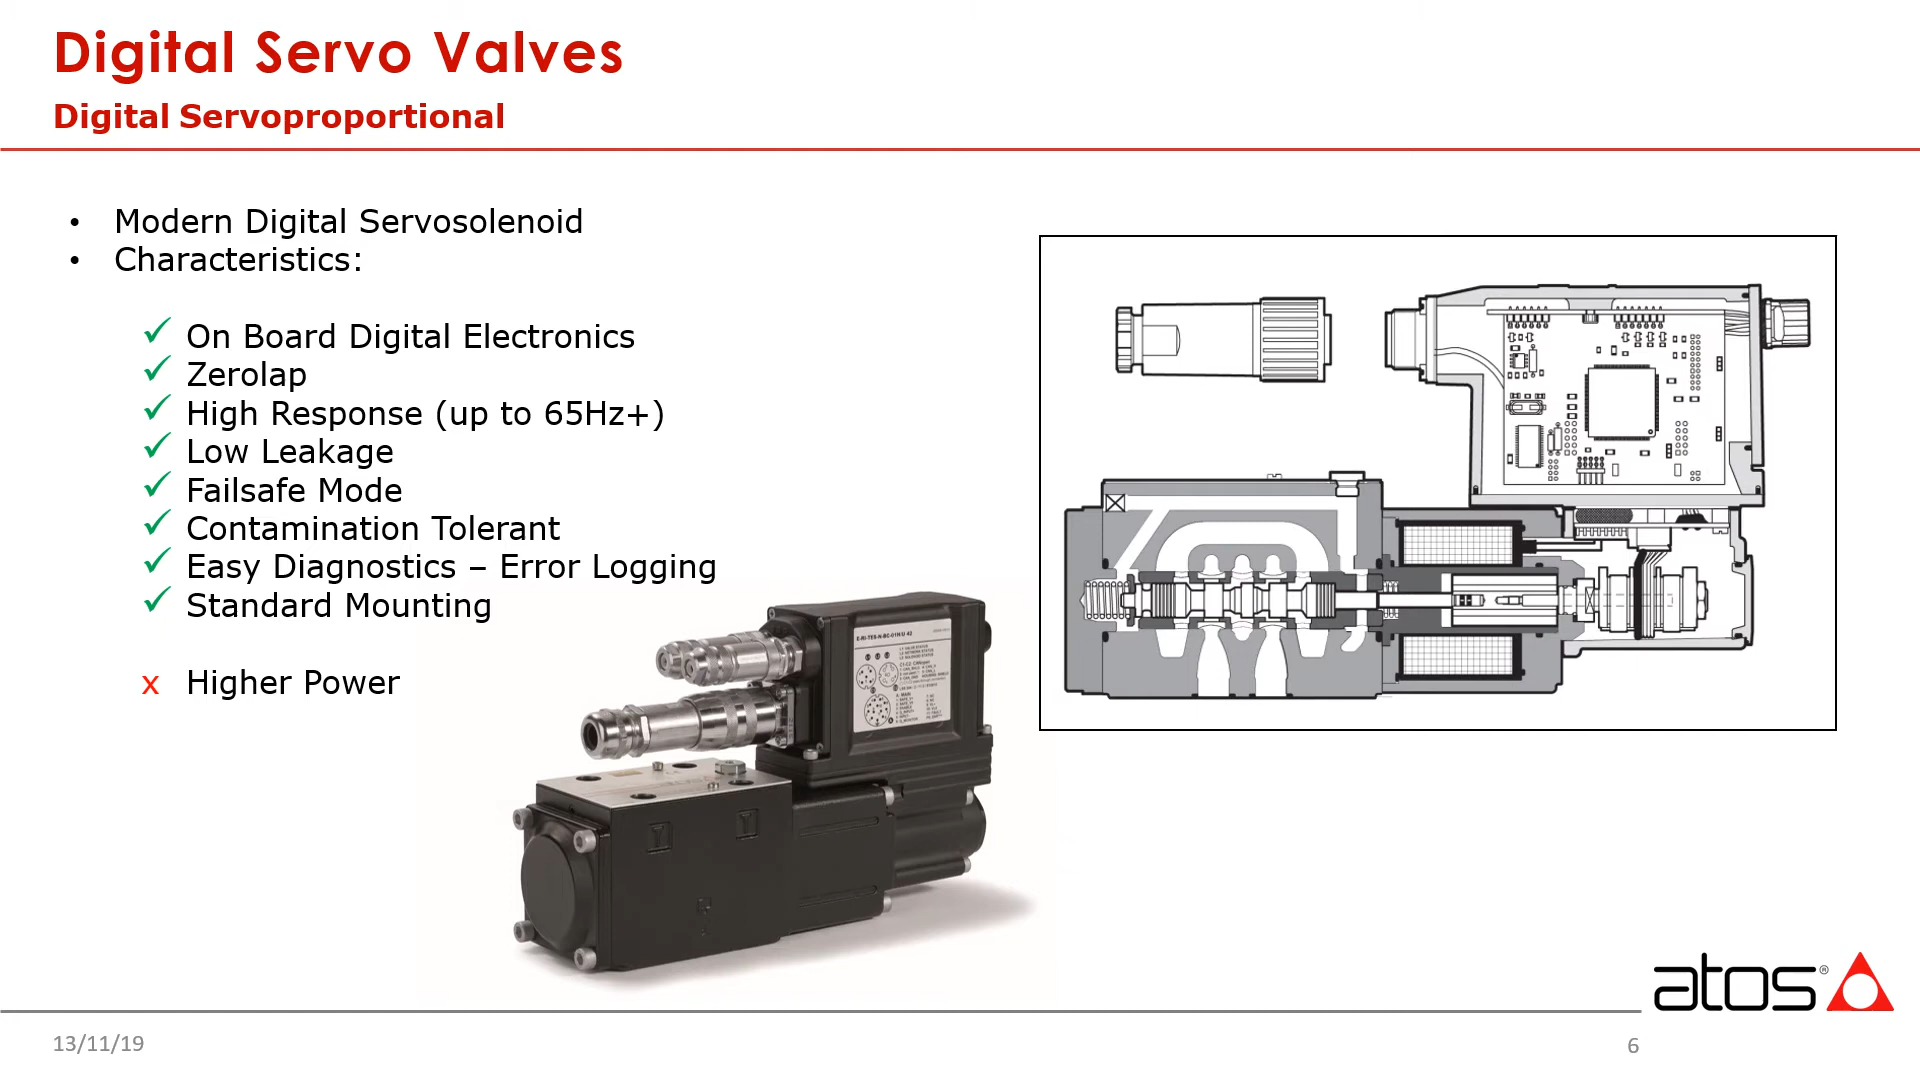 Digital Servo Valves
Digital Servoproportional
• Modern Digital Servosolenoid
• Characteristics:
✓ On Board Digital Electronics
✓ Zerolap
✓ High Response (up to 65Hz+)
✓ Low Leakage
✓ Failsafe Mode
✓ Contamination Tolerant
✓ Easy Diagnostics – Error Logging
✓ Standard Mounting
x Higher Power
atos®
13/11/19
6